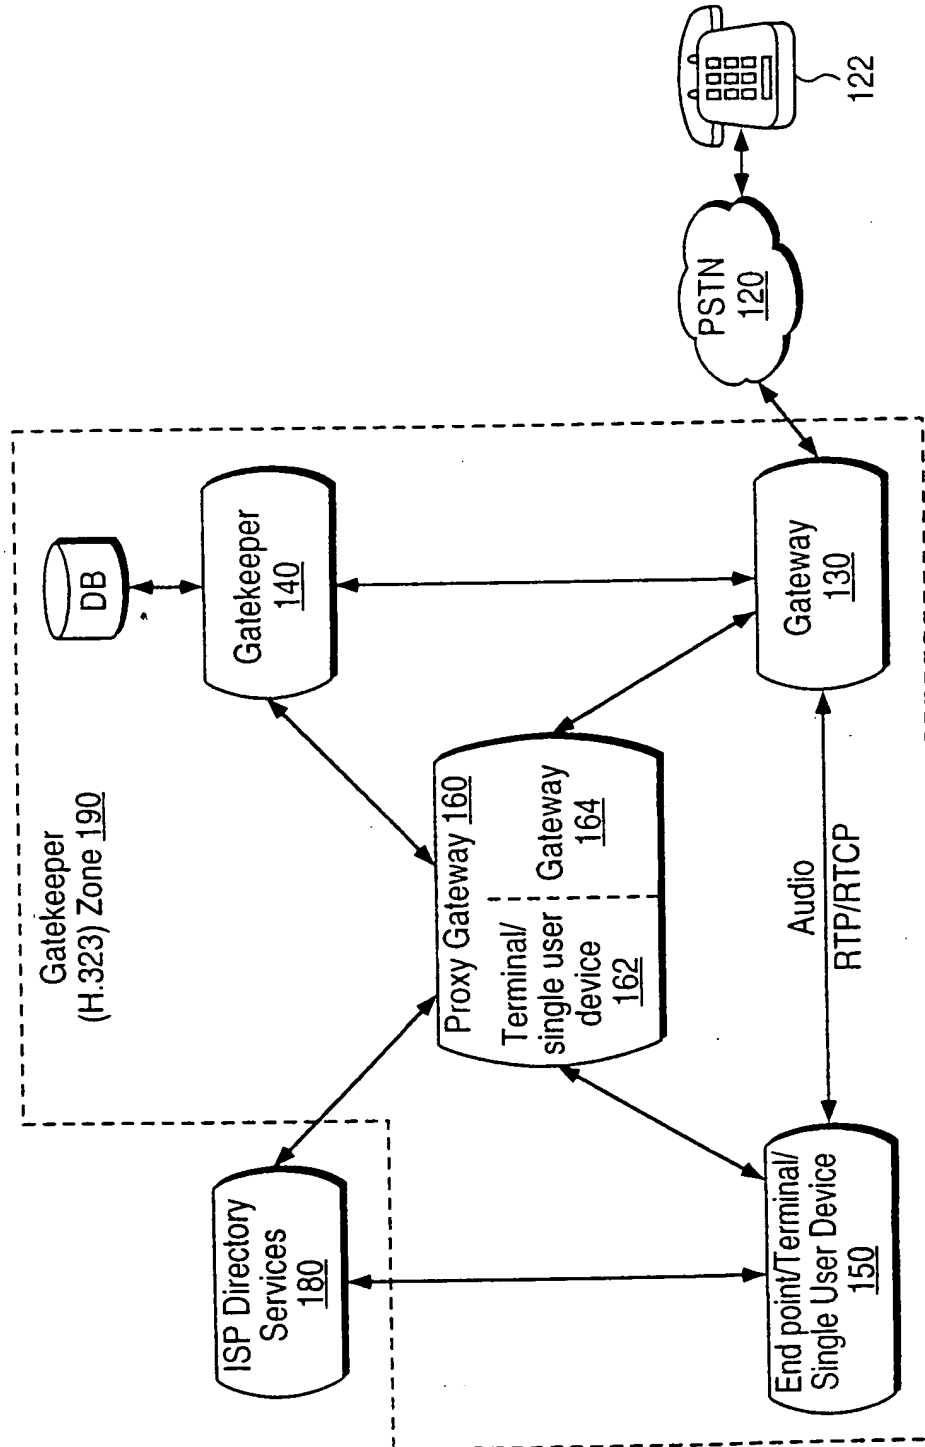 Gatekeeper
(H.323) Zone 190
DB
Gatekeeper
140
ISP Directory
Services
180
Proxy Gateway 160
Terminal/
single user
device
162
Gateway
164
PSTN
120
122
Audio
RTP/RTCP
End point/Terminal/
Single User Device
150
Gateway
130